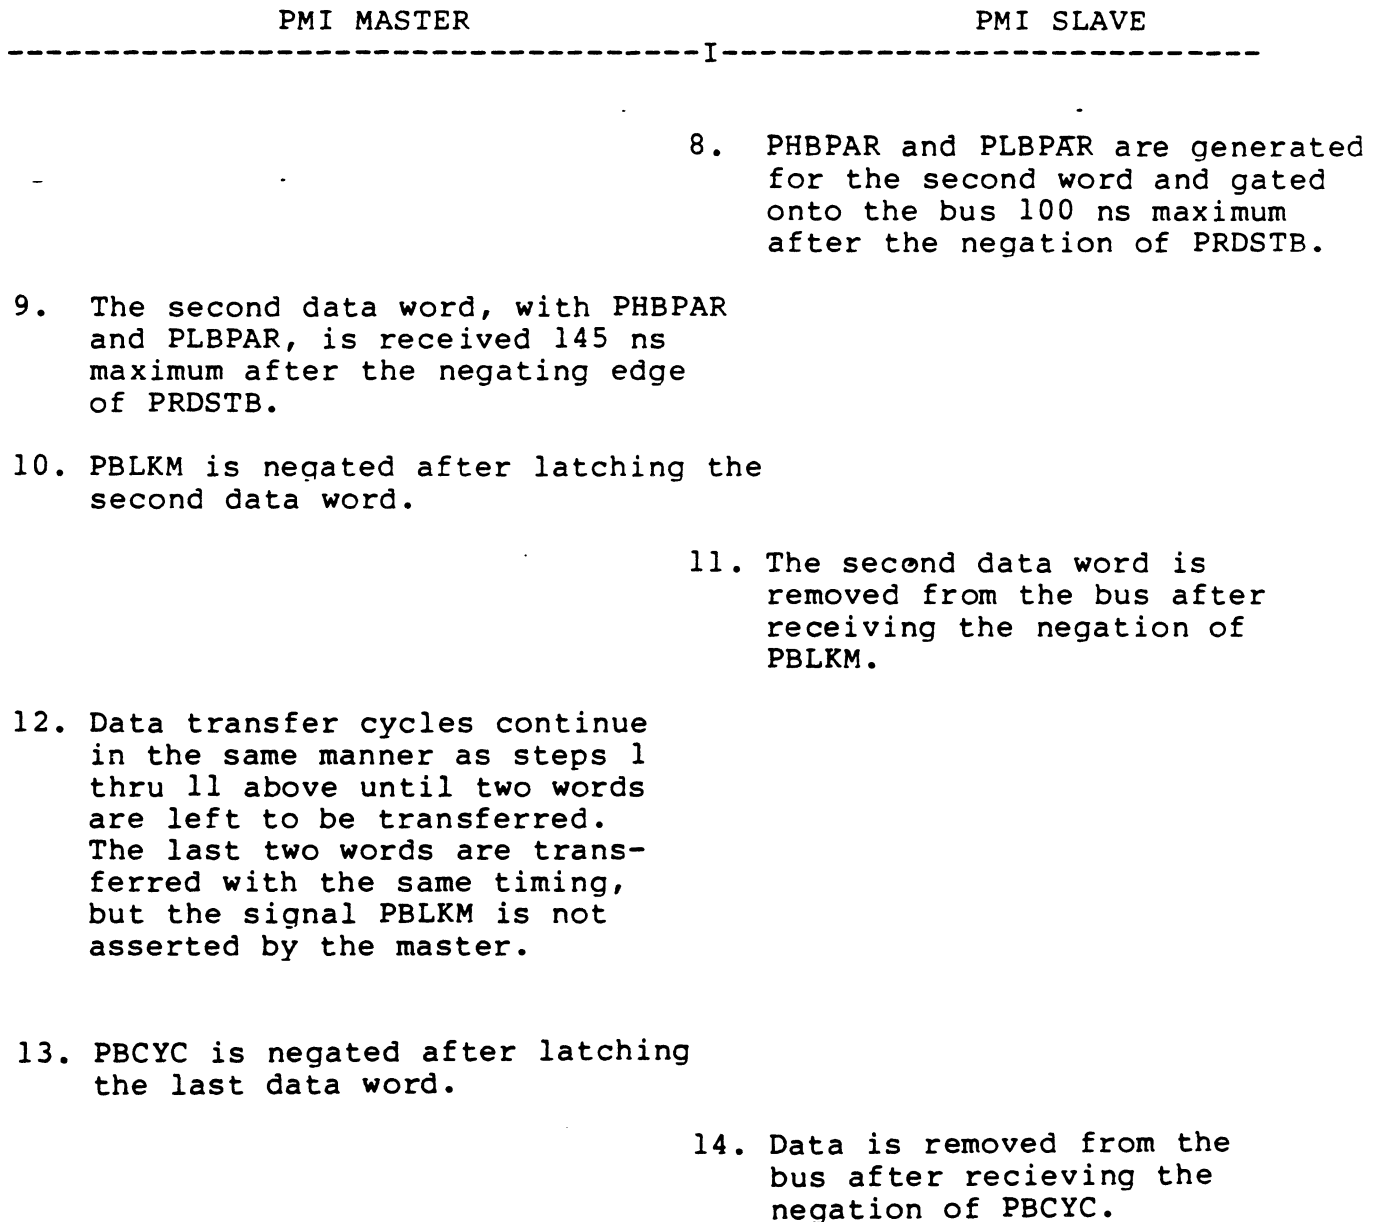 PMI MASTER PMI SLAVE
------------------------------------I----------------------------
8. PHBPAR and PLBPAR are generated
for the second word and gated
onto the bus 100 ns maximum
after the negation of PRDSTB.
9. The second data word, with PHBPAR
and PLBPAR, is received 145 ns
maximum after the negating edge
of PRDSTB.
10. PBLKM is negated after latching the
second data word.
11. The second data word is
removed from the bus after
receiving the negation of
PBLKM.
12. Data transfer cycles continue
in the same manner as steps 1
thru 11 above until two words
are left to be transferred.
The last two words are trans-
ferred with the same timing,
but the signal PBLKM is not
asserted by the master.
13. PBCYC is negated after latching
the last data word.
14. Data is removed from the
bus after recieving the
negation of PBCYC.